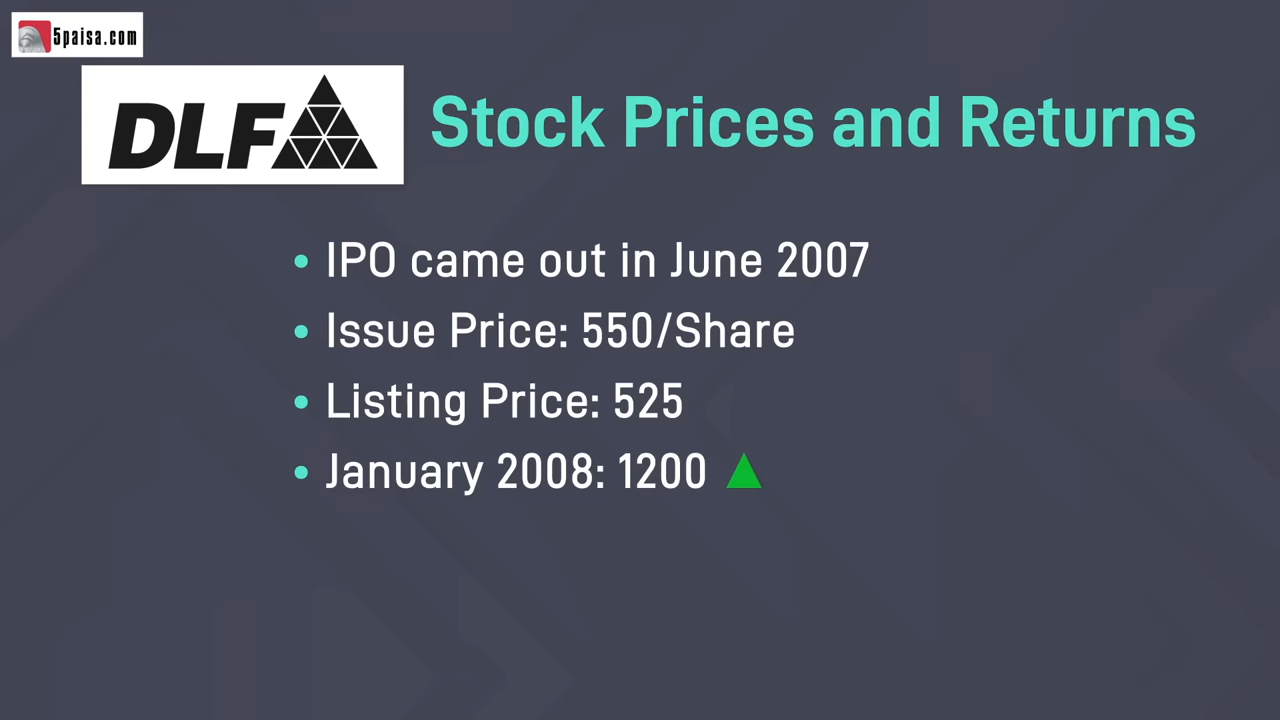 5paisa.com
DLF Stock Prices and Returns
• IPO came out in June 2007
• Issue Price: 550/Share
• Listing Price: 525
• January 2008: 1200